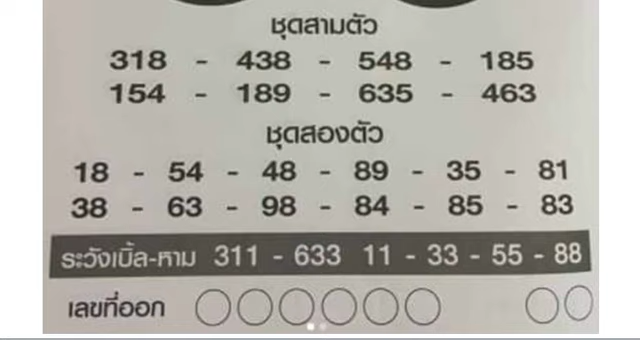 ชุดสามตัว
318 - 438 - 548 - 185
154 - 189 - 635 - 463
ชุดสองตัว
18 - 54 - 48 - 89 - 35 - 81
38 - 63 - 98 - 84 - 85 - 83
ระวังเบิ้ล-หาม 311 - 633 11 - 33 - 55 - 88
เลขที่ออก